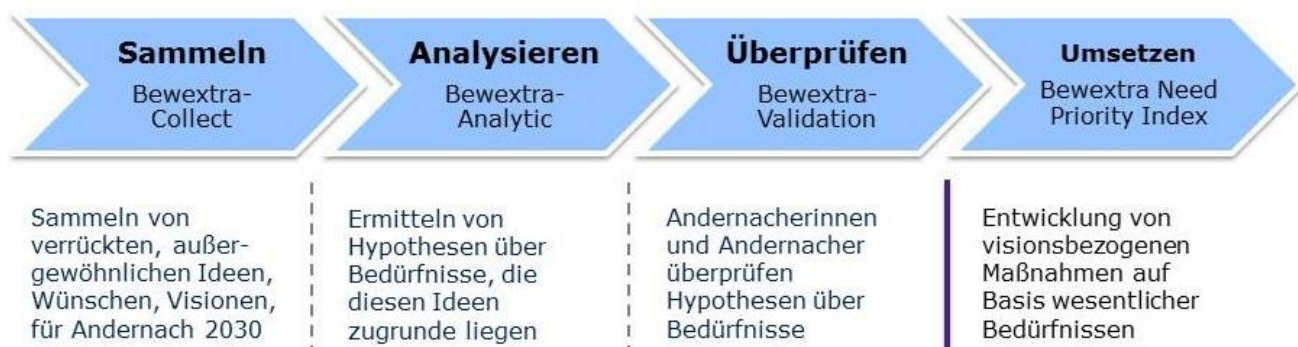 Sammeln
Bewextra-
Collect
Analysieren
Bewextra-
Analytic
Überprüfen
Bewextra-
Validation
Umsetzen
Bewextra Need
Priority Index
Sammeln von
verrückten, außer-
gewöhnlichen Ideen,
Wünschen, Visionen,
für Andernach 2030
Ermitteln von
Hypothesen über
Bedürfnisse, die
diesen Ideen
zugrunde liegen
Andernacherinnen
und Andernacher
überprüfen
Hypothesen über
Bedürfnisse
Entwicklung von
visionsbezogenen
Maßnahmen auf
Basis wesentlicher
Bedürfnissen